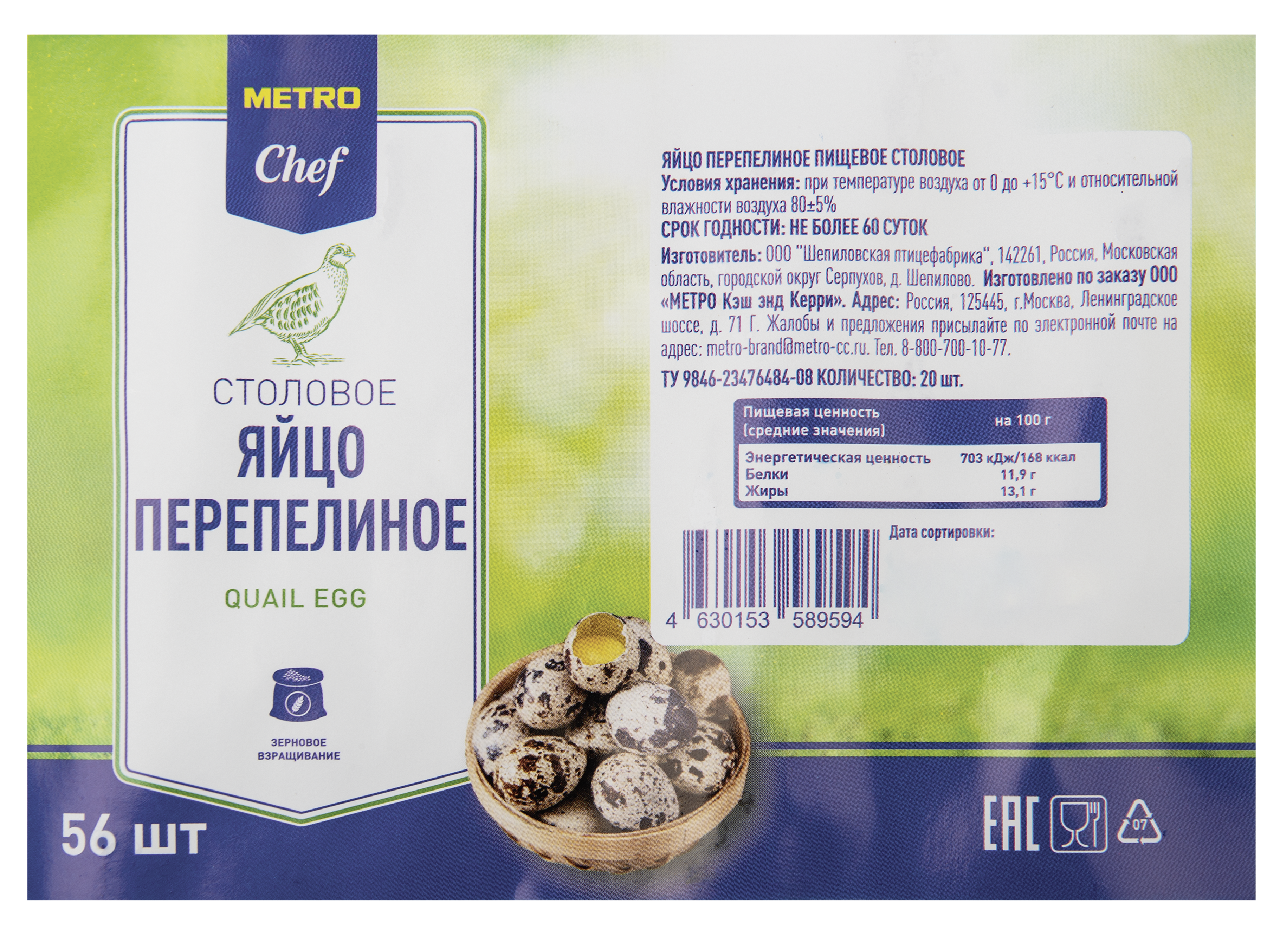 METRO
Chef
СТОЛОВОЕ
ЯЙЦО
ПЕРЕПЕЛИНОЕ
QUAIL EGG
ЗЕРНОВОЕ
ВЗРАЩИВАНИЕ
56 шт
ЯЙЦО ПЕРЕПЕЛИНОЕ ПИЩЕВОЕ СТОЛОВОЕ
Условия хранения: при температуре воздуха от 0 до +15°С и относительной
влажности воздуха 80±5%
СРОК ГОДНОСТИ: НЕ БОЛЕЕ 60 СУТОК
Изготовитель: ООО "Шепиловская птицефабрика", 142261, Россия, Московская
область, городской округ Серпухов, д. Шепилово. Изготовлено по заказу ООО
«МЕТРО Кэш энд Керри». Адрес: Россия, 125445, г.Москва, Ленинградское
шоссе, д. 71 Г. Жалобы и предложения присылайте по электронной почте на
адрес: metro-brand@metro-cc.ru. Тел. 8-800-700-10-77.
ТУ 9846-23476484-08 КОЛИЧЕСТВО: 20 шт.
Пищевая ценность
(средние значения) на 100 г
Энергетическая ценность 703 кДж/168 ккал
Белки 11,9 г
Жиры 13,1 г
Дата сортировки:
4 630153 589594
EAC
07